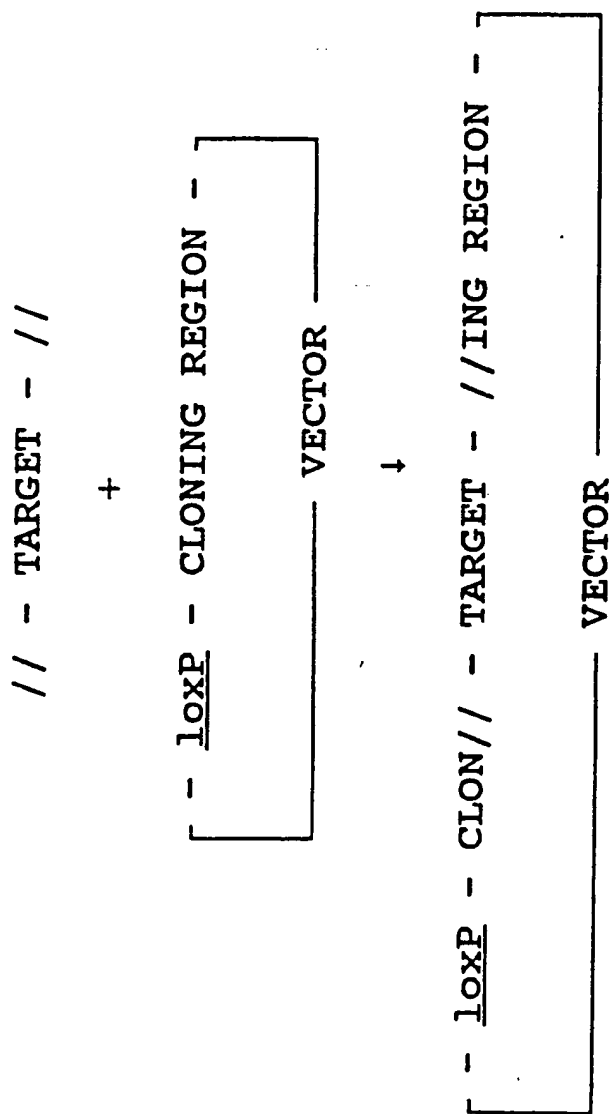 // - TARGET - //
+
- loxP - CLONING REGION -
VECTOR
↓
- loxP - CLON// - TARGET - //ING REGION -
VECTOR